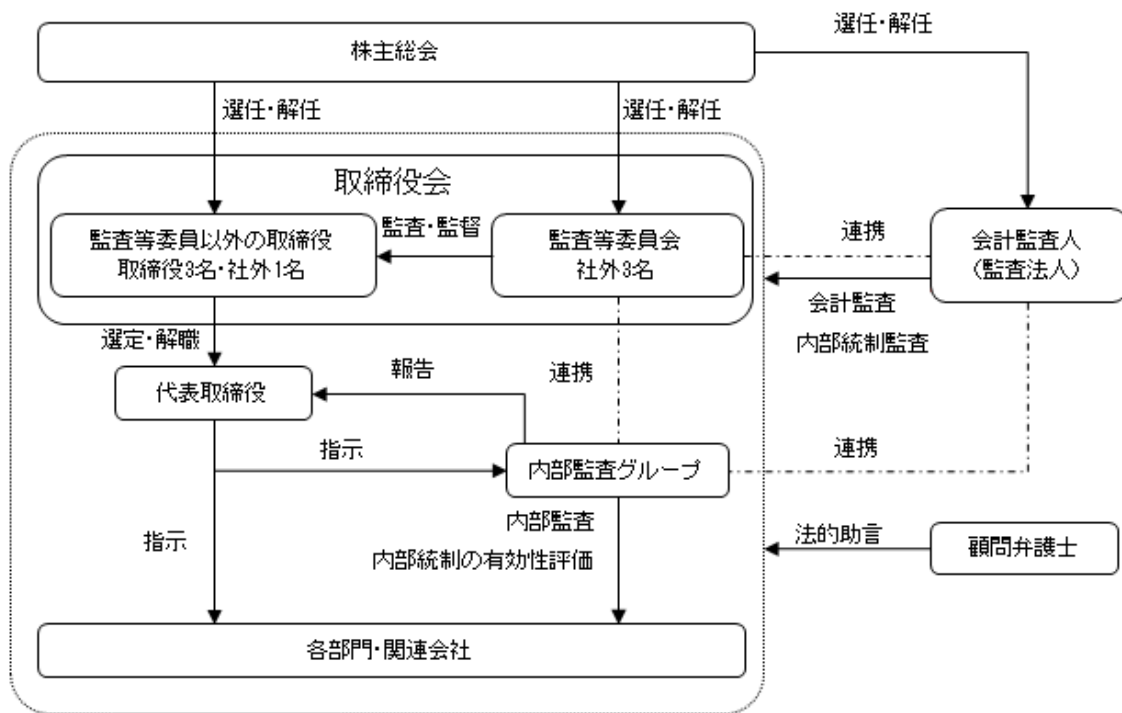 選任・解任
株主総会
選任・解任
選任・解任
取締役会
監査等委員以外の取締役
取締役3名・社外1名
監査・監督
監査等委員会
社外3名
連携
会計監査人
(監査法人)
会計監査
内部統制監査
選定・解職
代表取締役
報告
連携
指示
内部監査グループ
連携
指示
内部監査
内部統制の有効性評価
法的助言
顧問弁護士
各部門・関連会社